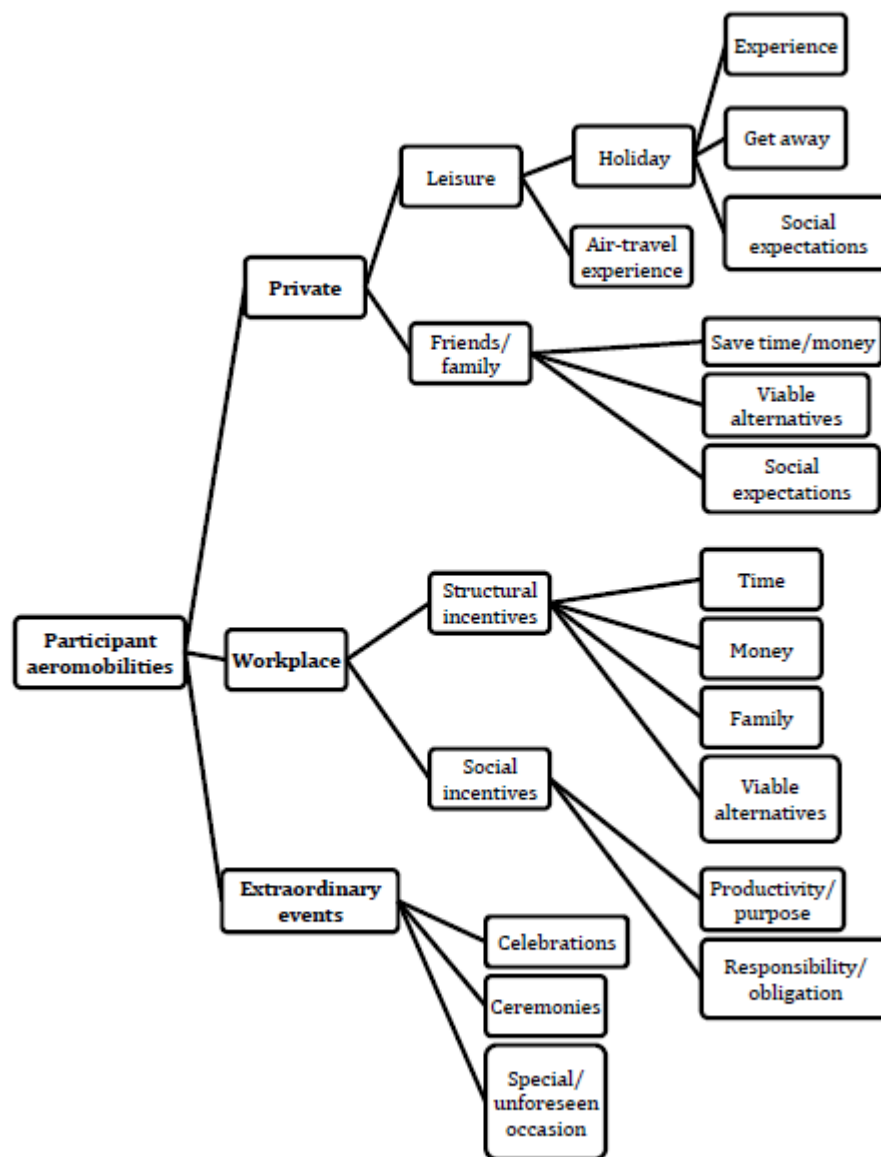 Experience
Get away
Holiday
Leisure
Social
expectations
Air-travel
experience
Private
Friends/
family
Save time/money
Viable
alternatives
Social
expectations
Structural
incentives
Time
Participant
aeromobilities
Workplace
Money
Family
Social
incentives
Viable
alternatives
Extraordinary
events
Productivity/
purpose
Celebrations
Responsibility/
obligation
Ceremonies
Special/
unforeseen
occasion